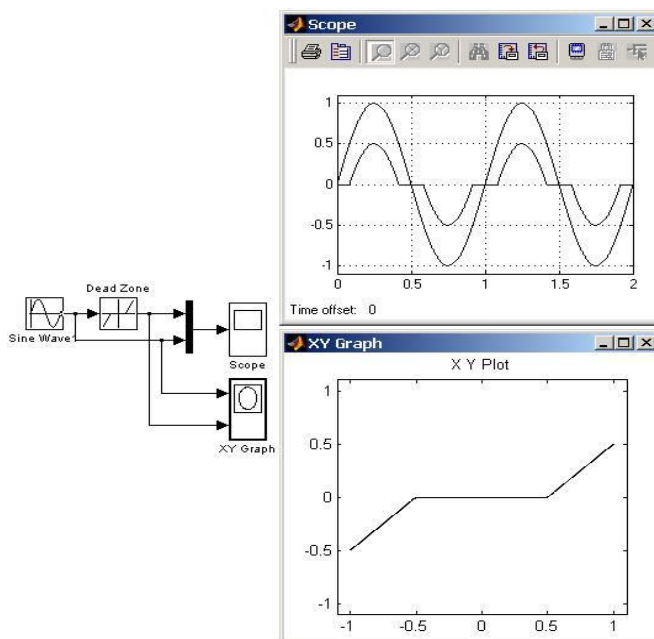 Scope
1
0.5
0
-0.5
-1
0 0.5 1 1.5 2
Time offset: 0
Dead Zone
Sine Wave1
Scope
XY Graph
XY Graph
X Y Plot
1
0.5
0
-0.5
-1
-1 -0.5 0 0.5 1